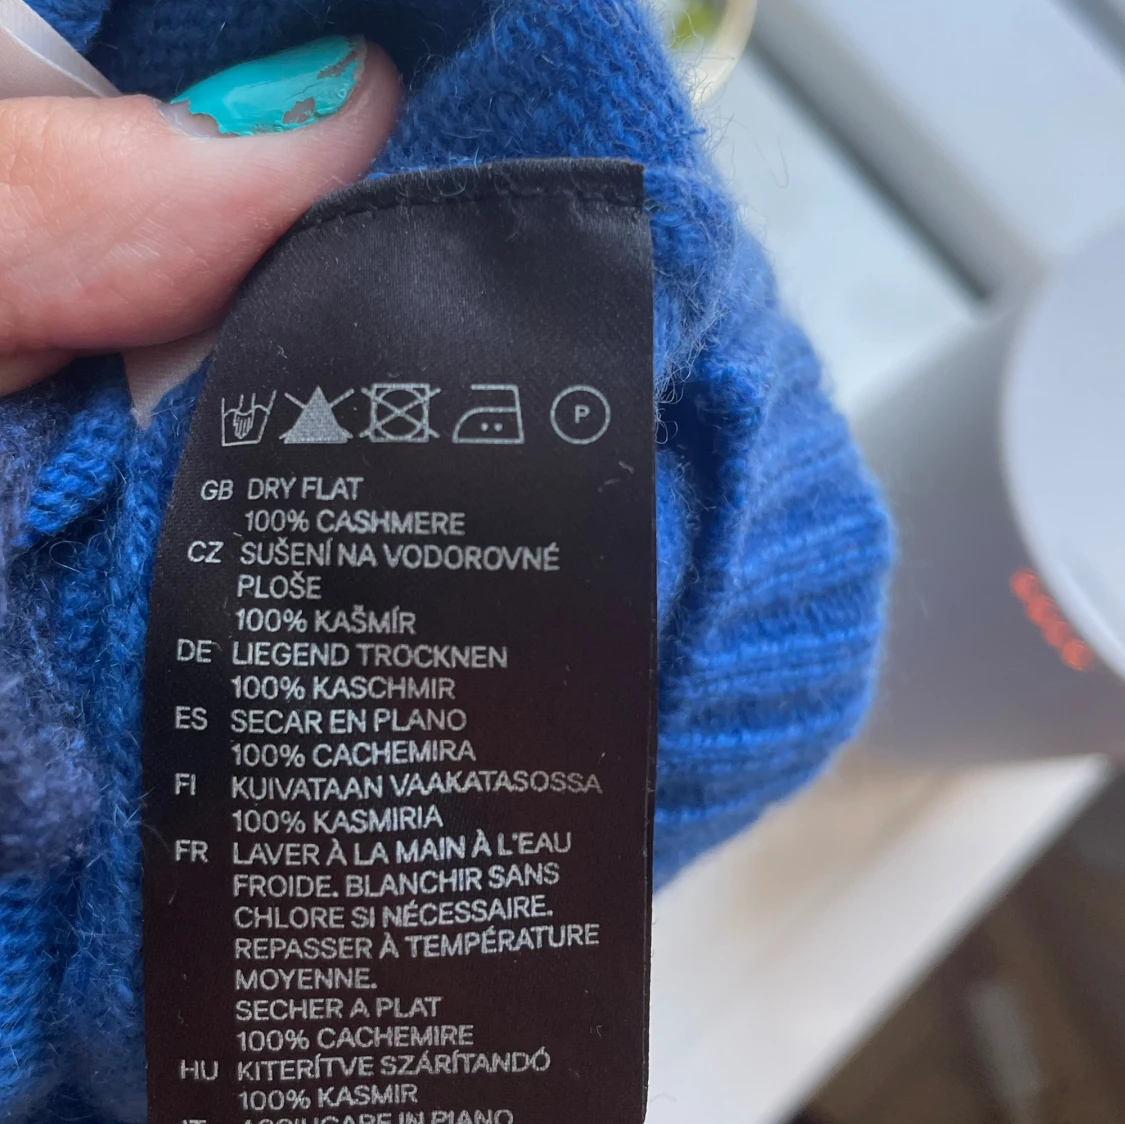 P
GB DRY FLAT
100% CASHMERE
CZ SUŠENÍ NA VODOROVNÉ
PLOŠE
100% KAŠMÍR
DE LIEGEND TROCKNEN
100% KASCHMIR
ES SECAR EN PLANO
100% CACHEMIRA
FI KUIVATAAN VAAKATASOSSA
100% KASMIRIA
FR LAVER À LA MAIN À L'EAU
FROIDE. BLANCHIR SANS
CHLORE SI NÉCESSAIRE.
REPASSER À TEMPÉRATURE
MOYENNE.
SECHER A PLAT
100% CACHEMIRE
HU KITERÍTVE SZÁRÍTANDÓ
100% KASMIR
IN PIANO